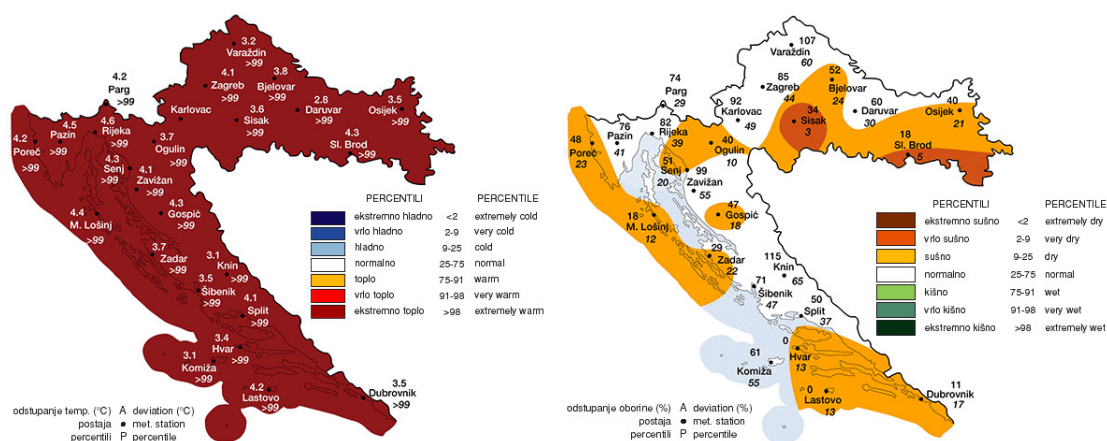 3.2
Varaždin
>99
4.2
Parg
>99
4.1
Zagreb
>99
3.8
Bjelovar
>99
Karlovac
3.6
Sisak
>99
2.8
Daruvar
>99
3.5
Osijek
>99
4.3
Sl. Brod
>99
4.2
Poreč
>99
4.5
Pazin
>99
4.6
Rijeka
>99
3.7
Ogulin
>99
4.3
Senj
>99
4.1
Zavižan
>99
4.3
Gospić
>99
4.4
M. Lošinj
>99
3.7
Zadar
>99
3.1
Knin
>99
3.5
Šibenik
>99
4.1
Split
>99
3.4
Hvar
>99
3.1
Komiža
>99
4.2
Lastovo
>99
3.5
Dubrovnik
>99
PERCENTILI PERCENTILE
ekstremno hladno <2 extremely cold
vrlo hladno 2-9 very cold
hladno 9-25 cold
normalno 25-75 normal
toplo 75-91 warm
vrlo toplo 91-98 very warm
ekstremno toplo >98 extremely warm
odstupanje temp. (°C) A deviation (°C)
postaja met. station
percentili P percentile
107
Varaždin
60
74
Parg
29
85
Zagreb
44
52
Bjelovar
24
92
Karlovac
49
34
Sisak
3
60
Daruvar
30
40
Osijek
21
18
Sl. Brod
5
48
Poreč
23
76
Pazin
41
82
Rijeka
39
40
Ogulin
10
51
Senj
20
99
Zavižan
55
47
Gospić
18
18
M. Lošinj
12
29
Zadar
22
115
Knin
65
71
Šibenik
47
50
Split
37
0
Hvar
13
61
Komiža
55
0
Lastovo
13
11
Dubrovnik
17
PERCENTILI PERCENTILE
ekstremno sušno <2 extremely dry
vrlo sušno 2-9 very dry
sušno 9-25 dry
normalno 25-75 normal
kišno 75-91 wet
vrlo kišno 91-98 very wet
ekstremno kišno >98 extremely wet
odstupanje oborine (%) A deviation (%)
postaja met. station
percentili P percentile